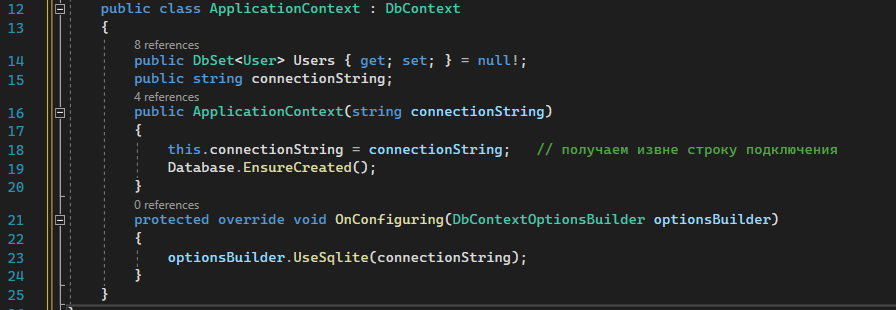 12 public class ApplicationContext : DbContext
13 {
8 references
14 public DbSet<User> Users { get; set; } = null!;
15 public string connectionString;
4 references
16 public ApplicationContext(string connectionString)
17 {
18 this.connectionString = connectionString; // получаем извне строку подключения
19 Database.EnsureCreated();
20 }
0 references
21 protected override void OnConfiguring(DbContextOptionsBuilder optionsBuilder)
22 {
23 optionsBuilder.UseSqlite(connectionString);
24 }
25 }